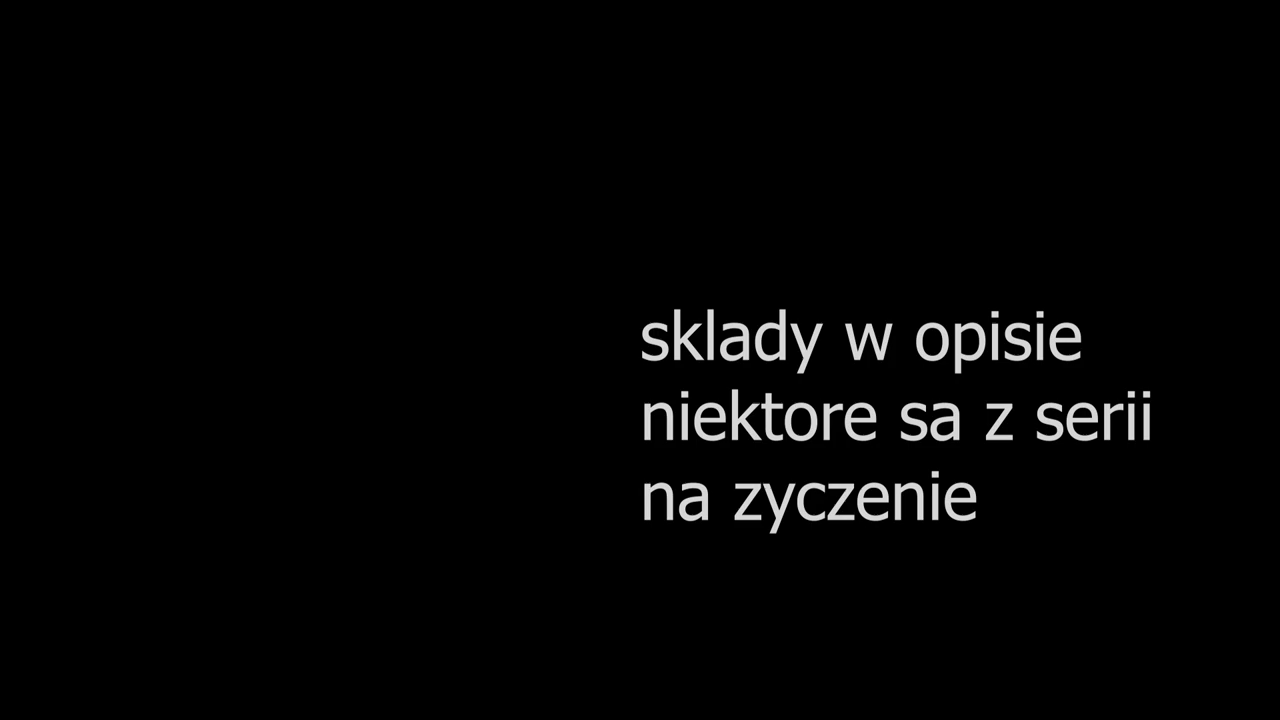 sklady w opisie
niektore sa z serii
na zyczenie